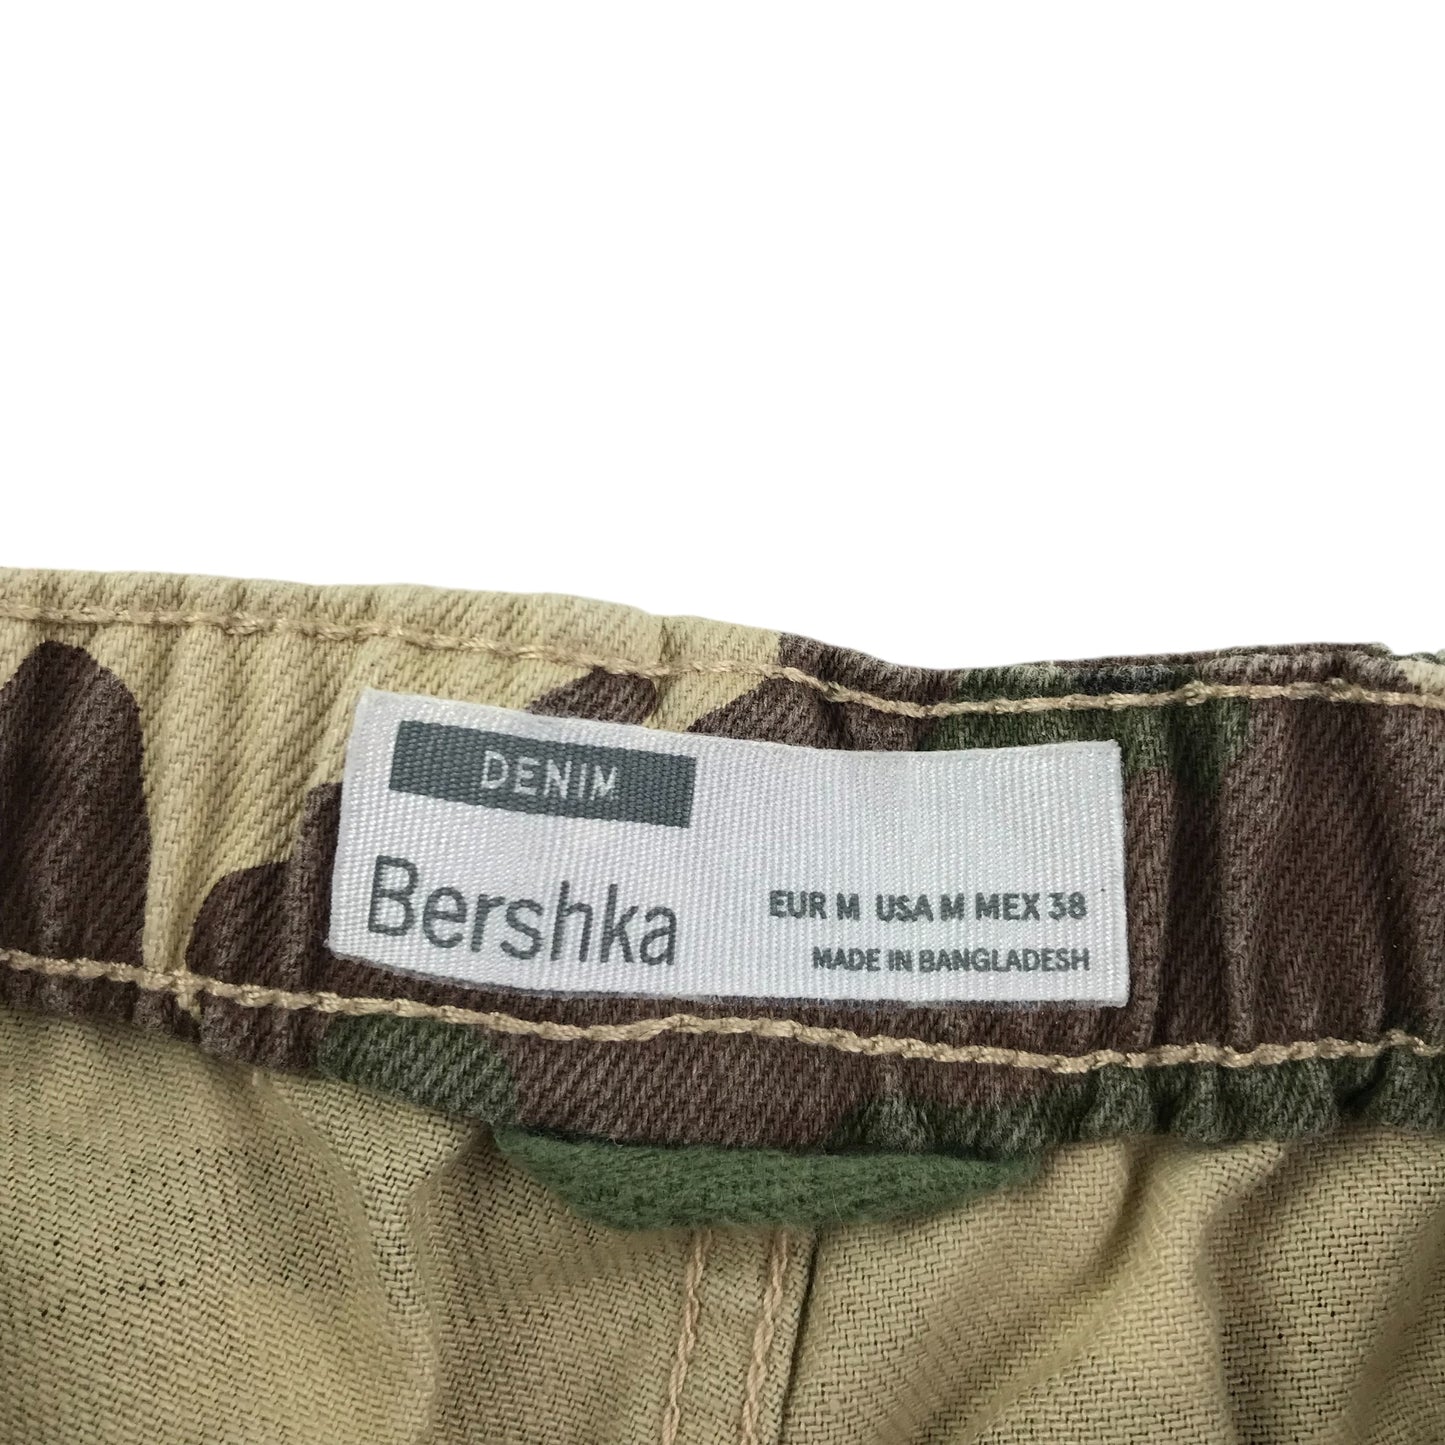 DENIM
Bershka
EUR M USA M MEX 38
MADE IN BANGLADESH